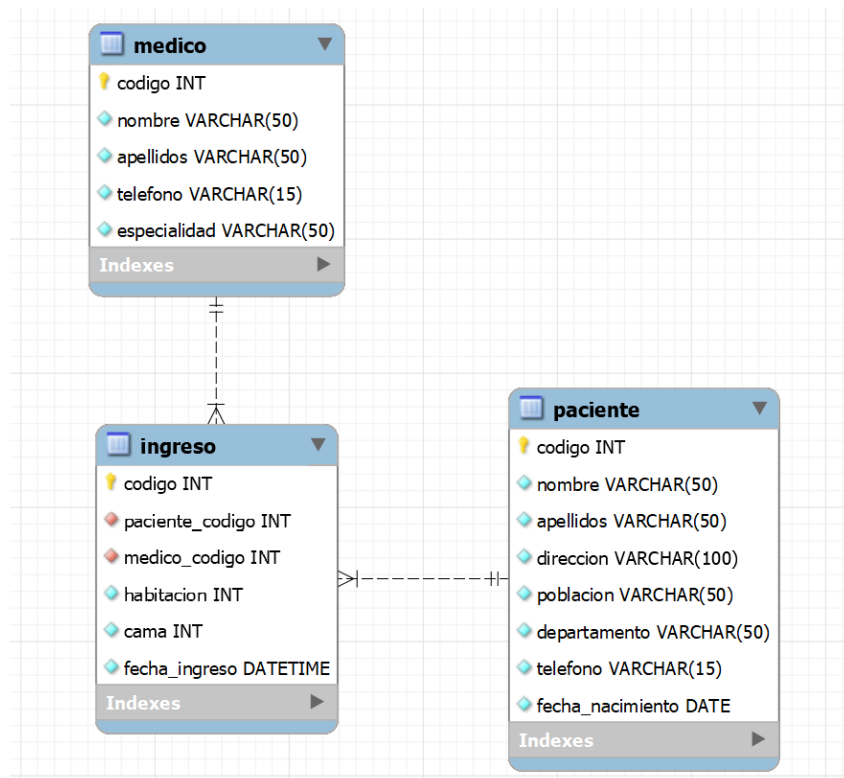 medico
codigo INT
nombre VARCHAR(50)
apellidos VARCHAR(50)
telefono VARCHAR(15)
especialidad VARCHAR(50)
Indexes
ingreso
codigo INT
paciente_codigo INT
medico_codigo INT
habitacion INT
cama INT
fecha_ingreso DATETIME
Indexes
paciente
codigo INT
nombre VARCHAR(50)
apellidos VARCHAR(50)
direccion VARCHAR(100)
poblacion VARCHAR(50)
departamento VARCHAR(50)
telefono VARCHAR(15)
fecha_nacimiento DATE
Indexes